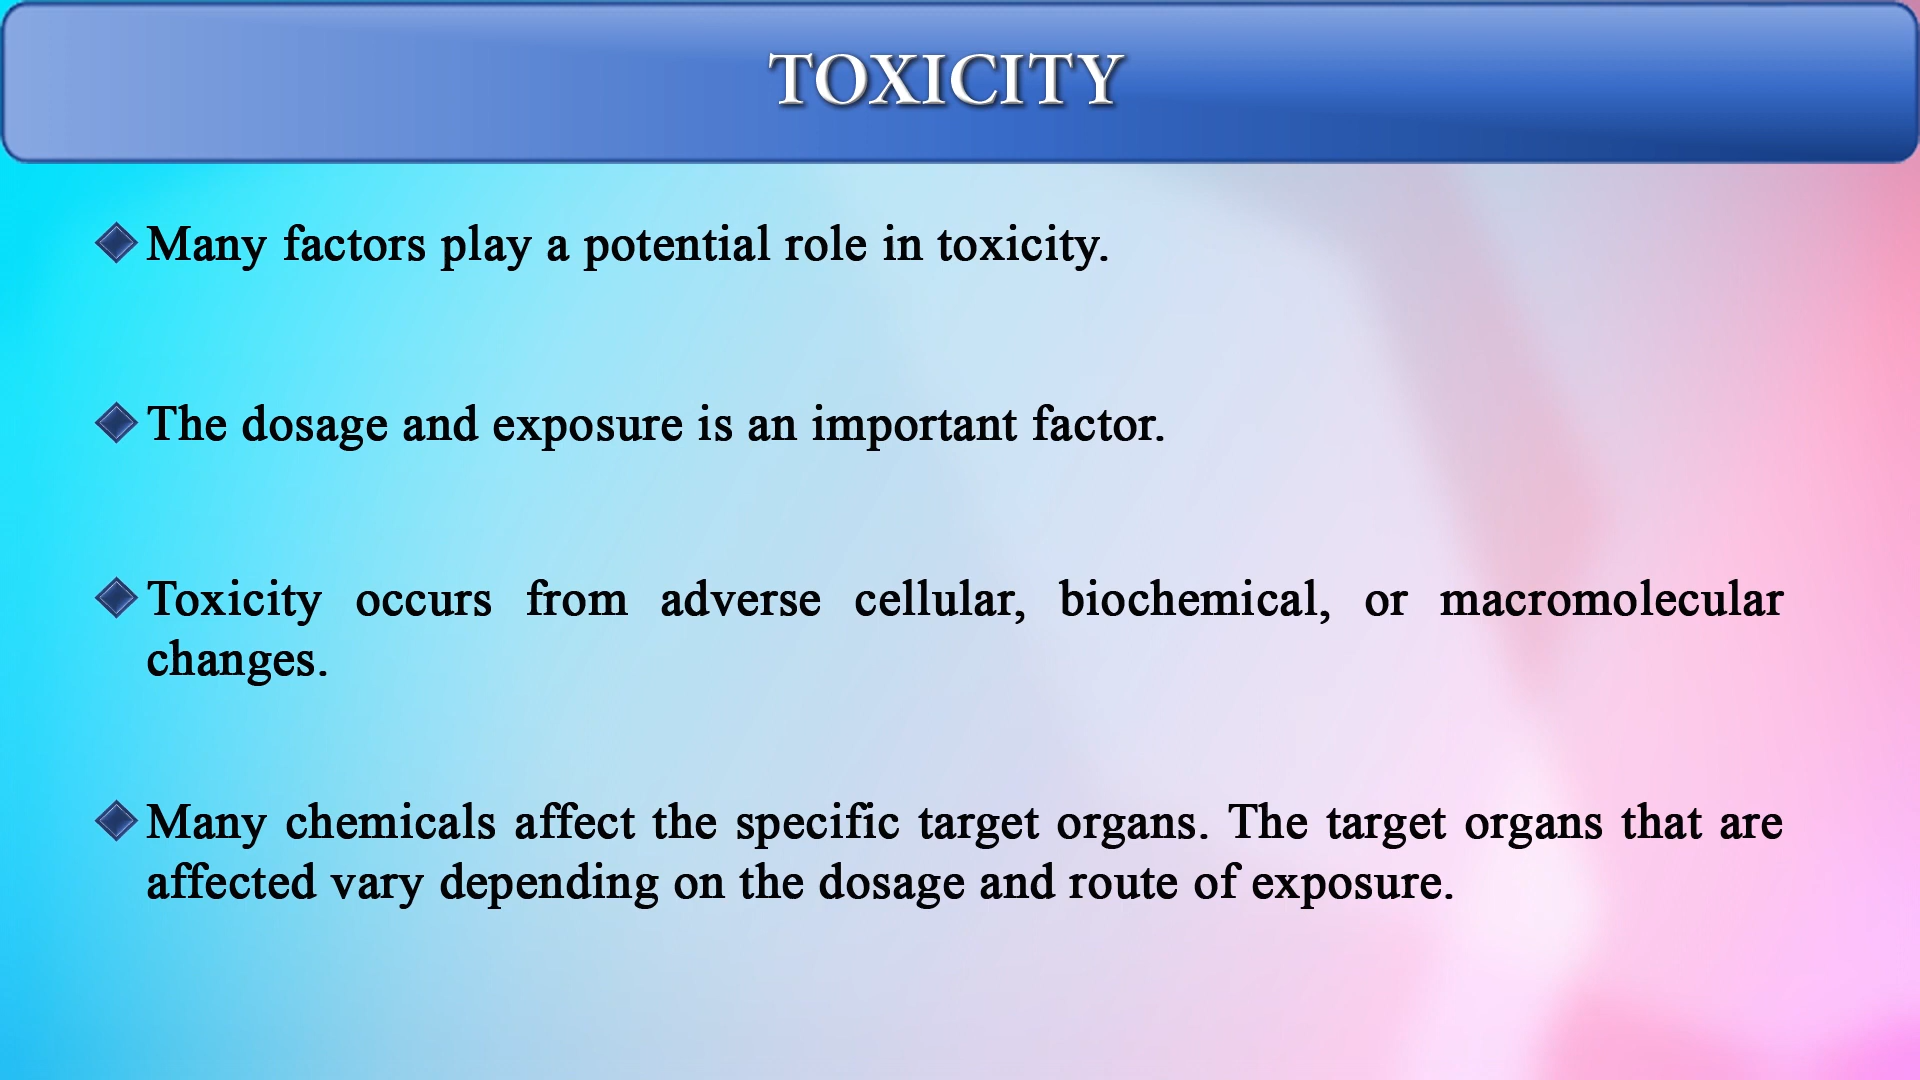 TOXICITY
Many factors play a potential role in toxicity.
The dosage and exposure is an important factor.
Toxicity occurs from adverse cellular, biochemical, or macromolecular
changes.
Many chemicals affect the specific target organs. The target organs that are
affected vary depending on the dosage and route of exposure.